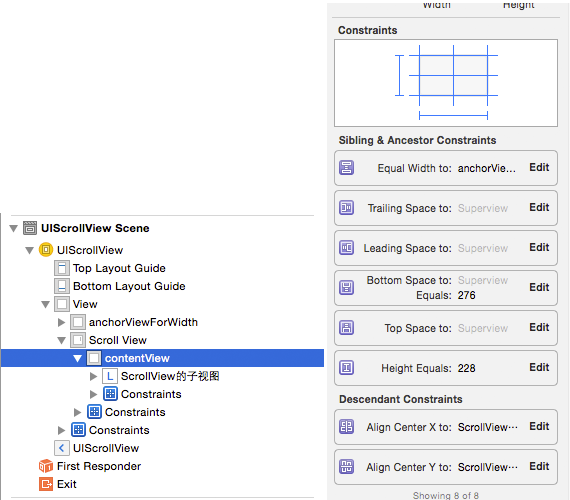 UIScrollView Scene
UIScrollView
Top Layout Guide
Bottom Layout Guide
View
anchorViewForWidth
Scroll View
contentView
L ScrollView的子视图
Constraints
Constraints
Constraints
UIScrollView
First Responder
Exit
Width Height
Constraints
Sibling & Ancestor Constraints
Equal Width to: anchorVie... Edit
Trailing Space to: Superview Edit
Leading Space to: Superview Edit
Bottom Space to: Superview Edit
Equals: 276
Top Space to: Superview Edit
Height Equals: 228 Edit
Descendant Constraints
Align Center X to: ScrollView··· Edit
Align Center Y to: ScrollView··· Edit
Showing 8 of 8